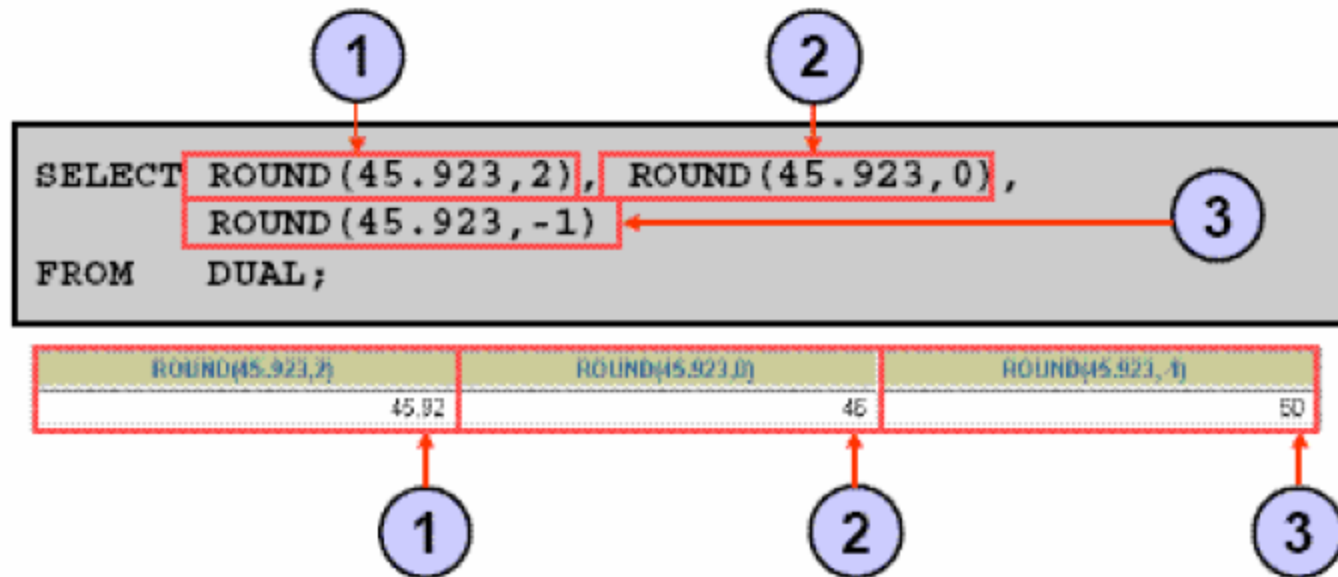 1 2
SELECT ROUND(45.923,2), ROUND(45.923,0),
ROUND(45.923,-1)
3
FROM DUAL;
ROUND(45.923,2) ROUND(45.923,0) ROUND(45.923,-1)
45.92 46 50
1 2 3